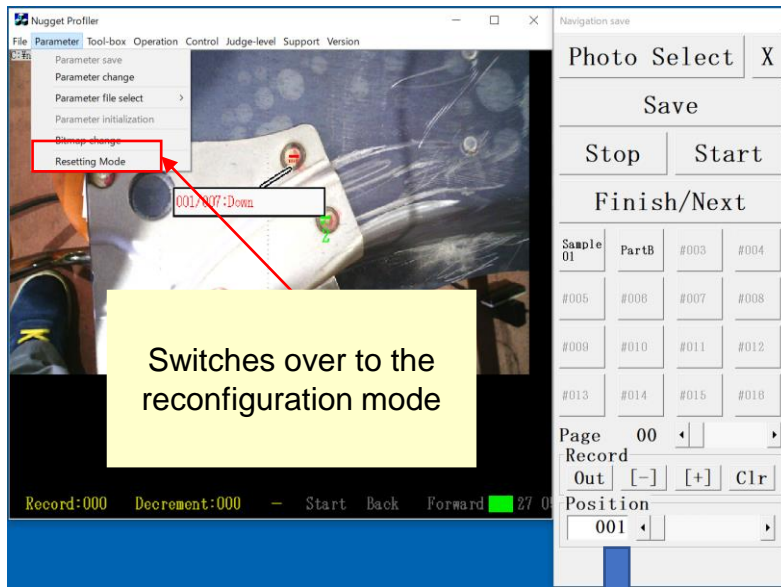 Nugget Profiler
File Parameter Tool-box Operation Control Judge-level Support Version
Parameter save
Parameter change
Parameter file select
Parameter initialization
Bitmap change
Resetting Mode
001/007:Down
2
Switches over to the
reconfiguration mode
Record:000 Decrement:000 — Start Back Forward 27
Navigation save
Photo Select X
Save
Stop Start
Finish/Next
Sample 01 PartB #003 #004
#005 #006 #007 #008
#009 #010 #011 #012
#013 #014 #015 #016
Page 00
Record
Out [-] [+] Clr
Position
001